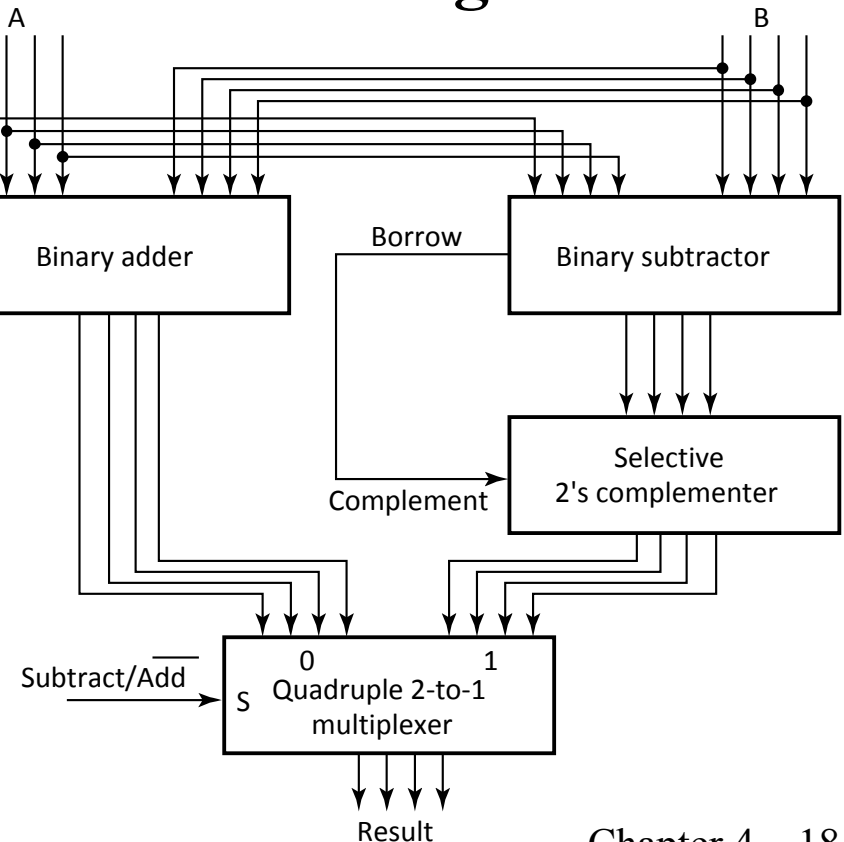 A
B
Binary adder
Borrow
Binary subtractor
Selective
2's complementer
Complement
0
1
Subtract/Add
S
Quadruple 2-to-1
multiplexer
Result